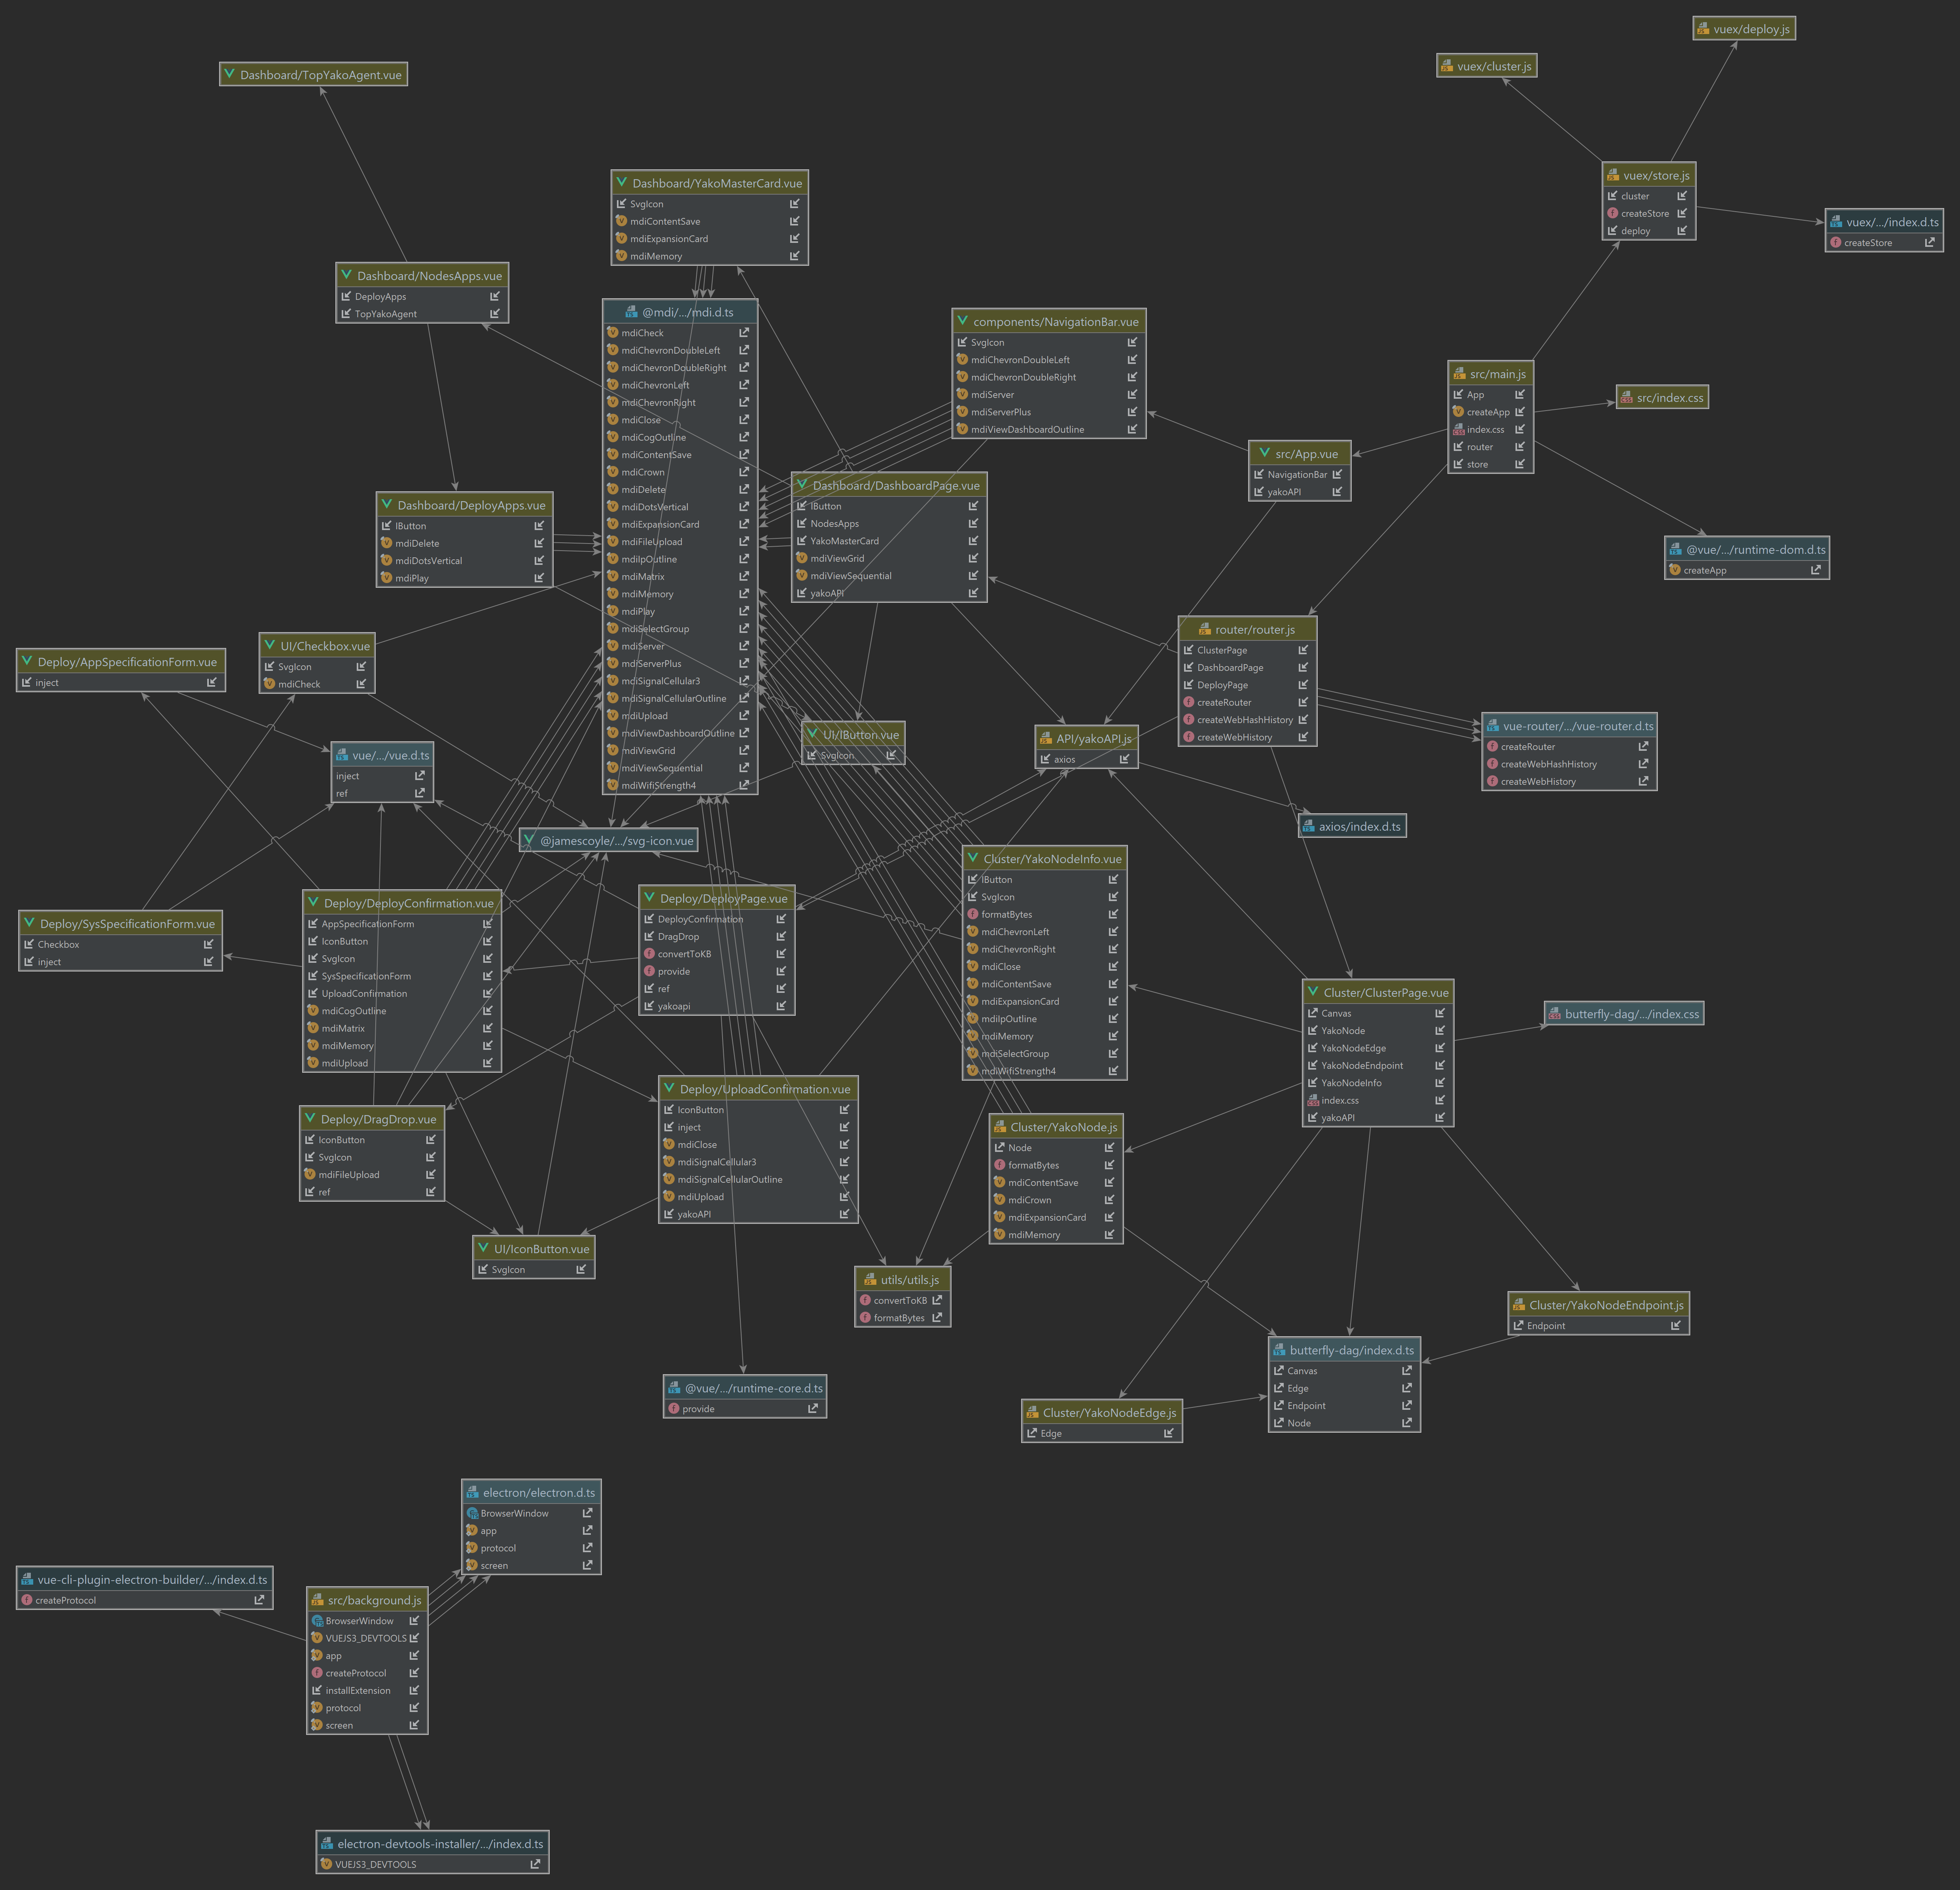 vuex/deploy.js
vuex/cluster.js
Dashboard/TopYakoAgent.vue
vuex/store.js
cluster
createStore
deploy
Dashboard/YakoMasterCard.vue
SvgIcon
mdiContentSave
mdiExpansionCard
mdiMemory
vuex/.../index.d.ts
createStore
Dashboard/NodesApps.vue
DeployApps
TopYakoAgent
@mdi/.../mdi.d.ts
mdiCheck
mdiChevronDoubleLeft
mdiChevronDoubleRight
mdiChevronLeft
mdiChevronRight
mdiClose
mdiCogOutline
mdiContentSave
mdiCrown
mdiDelete
mdiDotsVertical
mdiExpansionCard
mdiFileUpload
mdiIpOutline
mdiMatrix
mdiMemory
mdiPlay
mdiSelectGroup
mdiServer
mdiServerPlus
mdiSignalCellular3
mdiSignalCellularOutline
mdiUpload
mdiViewDashboardOutline
mdiViewGrid
mdiViewSequential
mdiWifiStrength4
components/NavigationBar.vue
SvgIcon
mdiChevronDoubleLeft
mdiChevronDoubleRight
mdiServer
mdiServerPlus
mdiViewDashboardOutline
src/main.js
App
createApp
index.css
router
store
src/index.css
src/App.vue
NavigationBar
yakoAPI
Dashboard/DashboardPage.vue
IButton
NodesApps
YakoMasterCard
mdiViewGrid
mdiViewSequential
yakoAPI
Dashboard/DeployApps.vue
IButton
mdiDelete
mdiDotsVertical
mdiPlay
@vue/.../runtime-dom.d.ts
createApp
router/router.js
ClusterPage
DashboardPage
DeployPage
createRouter
createWebHashHistory
createWebHistory
UI/Checkbox.vue
SvgIcon
mdiCheck
Deploy/AppSpecificationForm.vue
inject
vue-router/.../vue-router.d.ts
createRouter
createWebHashHistory
createWebHistory
UI/IButton.vue
SvgIcon
API/yakoAPI.js
axios
vue/.../vue.d.ts
inject
ref
axios/index.d.ts
@jamescoyle/.../svg-icon.vue
Cluster/YakoNodeInfo.vue
IButton
SvgIcon
formatBytes
mdiChevronLeft
mdiChevronRight
mdiClose
mdiContentSave
mdiExpansionCard
mdiIpOutline
mdiMemory
mdiSelectGroup
mdiWifiStrength4
Deploy/DeployPage.vue
DeployConfirmation
DragDrop
convertToKB
provide
ref
yakoapi
Deploy/DeployConfirmation.vue
AppSpecificationForm
IconButton
SvgIcon
SysSpecificationForm
UploadConfirmation
mdiCogOutline
mdiMatrix
mdiMemory
mdiUpload
Deploy/SysSpecificationForm.vue
Checkbox
inject
Cluster/ClusterPage.vue
Canvas
YakoNode
YakoNodeEdge
YakoNodeEndpoint
YakoNodeInfo
index.css
yakoAPI
butterfly-dag/.../index.css
Deploy/UploadConfirmation.vue
IconButton
inject
mdiClose
mdiSignalCellular3
mdiSignalCellularOutline
mdiUpload
yakoAPI
Deploy/DragDrop.vue
IconButton
SvgIcon
mdiFileUpload
ref
Cluster/YakoNode.js
Node
formatBytes
mdiContentSave
mdiCrown
mdiExpansionCard
mdiMemory
UI/IconButton.vue
SvgIcon
utils/utils.js
convertToKB
formatBytes
Cluster/YakoNodeEndpoint.js
Endpoint
butterfly-dag/index.d.ts
Canvas
Edge
Endpoint
Node
@vue/.../runtime-core.d.ts
provide
Cluster/YakoNodeEdge.js
Edge
electron/electron.d.ts
BrowserWindow
app
protocol
screen
vue-cli-plugin-electron-builder/.../index.d.ts
createProtocol
src/background.js
BrowserWindow
VUEJS3_DEVTOOLS
app
createProtocol
installExtension
protocol
screen
electron-devtools-installer/.../index.d.ts
VUEJS3_DEVTOOLS